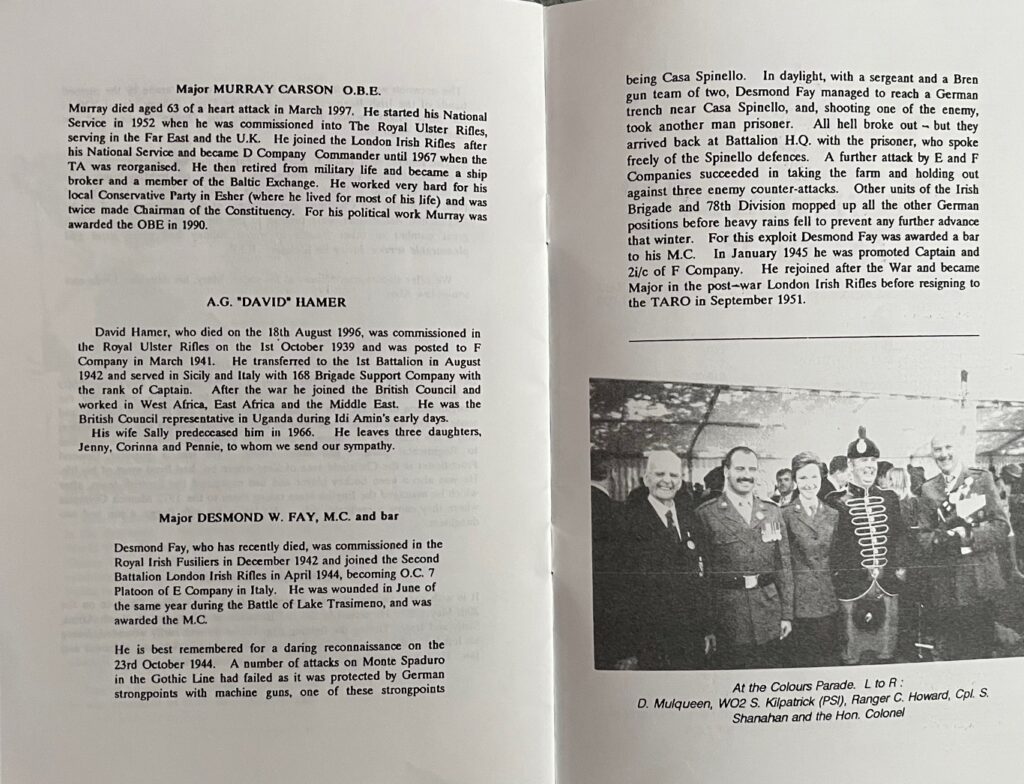 Major MURRAY CARSON O.B.E.
Murray died aged 63 of a heart attack in March 1997. He started his National
Service in 1952 when he was commissioned into The Royal Ulster Rifles,
serving in the Far East and the U.K. He joined the London Irish Rifles after
his National Service and became D Company Commander until 1967 when the
TA was reorganised. He then retired from military life and became a ship
broker and a member of the Baltic Exchange. He worked very hard for his
local Conservative Party in Esher (where he lived for most of his life) and was
twice made Chairman of the Constituency. For his political work Murray was
awarded the OBE in 1990.
A.G. "DAVID" HAMER
David Hamer, who died on the 18th August 1996, was commissioned in
the Royal Ulster Rifles on the 1st October 1939 and was posted to F
Company in March 1941. He transferred to the 1st Battalion in August
1942 and served in Sicily and Italy with 168 Brigade Support Company with
the rank of Captain. After the war he joined the British Council and
worked in West Africa, East Africa and the Middle East. He was the
British Council representative in Uganda during Idi Amin's early days.
His wife Sally predeceased him in 1966. He leaves three daughters,
Jenny, Corinna and Pennie, to whom we send our sympathy.
Major DESMOND W. FAY, M.C. and bar
Desmond Fay, who has recently died, was commissioned in the
Royal Irish Fusiliers in December 1942 and joined the Second
Battalion London Irish Rifles in April 1944, becoming O.C. 7
Platoon of E Company in Italy. He was wounded in June of
the same year during the Battle of Lake Trasimeno, and was
awarded the M.C.
He is best remembered for a daring reconnaissance on the
23rd October 1944. A number of attacks on Monte Spaduro
in the Gothic Line had failed as it was protected by German
strongpoints with machine guns, one of these strongpoints
being Casa Spinello. In daylight, with a sergeant and a Bren
gun team of two, Desmond Fay managed to reach a German
trench near Casa Spinello, and, shooting one of the enemy,
took another man prisoner. All hell broke out - but they
arrived back at Battalion H.Q. with the prisoner, who spoke
freely of the Spinello defences. A further attack by E and F
Companies succeeded in taking the farm and holding out
against three enemy counter-attacks. Other units of the Irish
Brigade and 78th Division mopped up all the other German
positions before heavy rains fell to prevent any further advance
that winter. For this exploit Desmond Fay was awarded a bar
to his M.C. In January 1945 he was promoted Captain and
2i/c of F Company. He rejoined after the War and became
Major in the post-war London Irish Rifles before resigning to
the TARO in September 1951.
At the Colours Parade. L to R :
D. Mulqueen, WO2 S. Kilpatrick (PSI), Ranger C. Howard, Cpl. S.
Shanahan and the Hon. Colonel